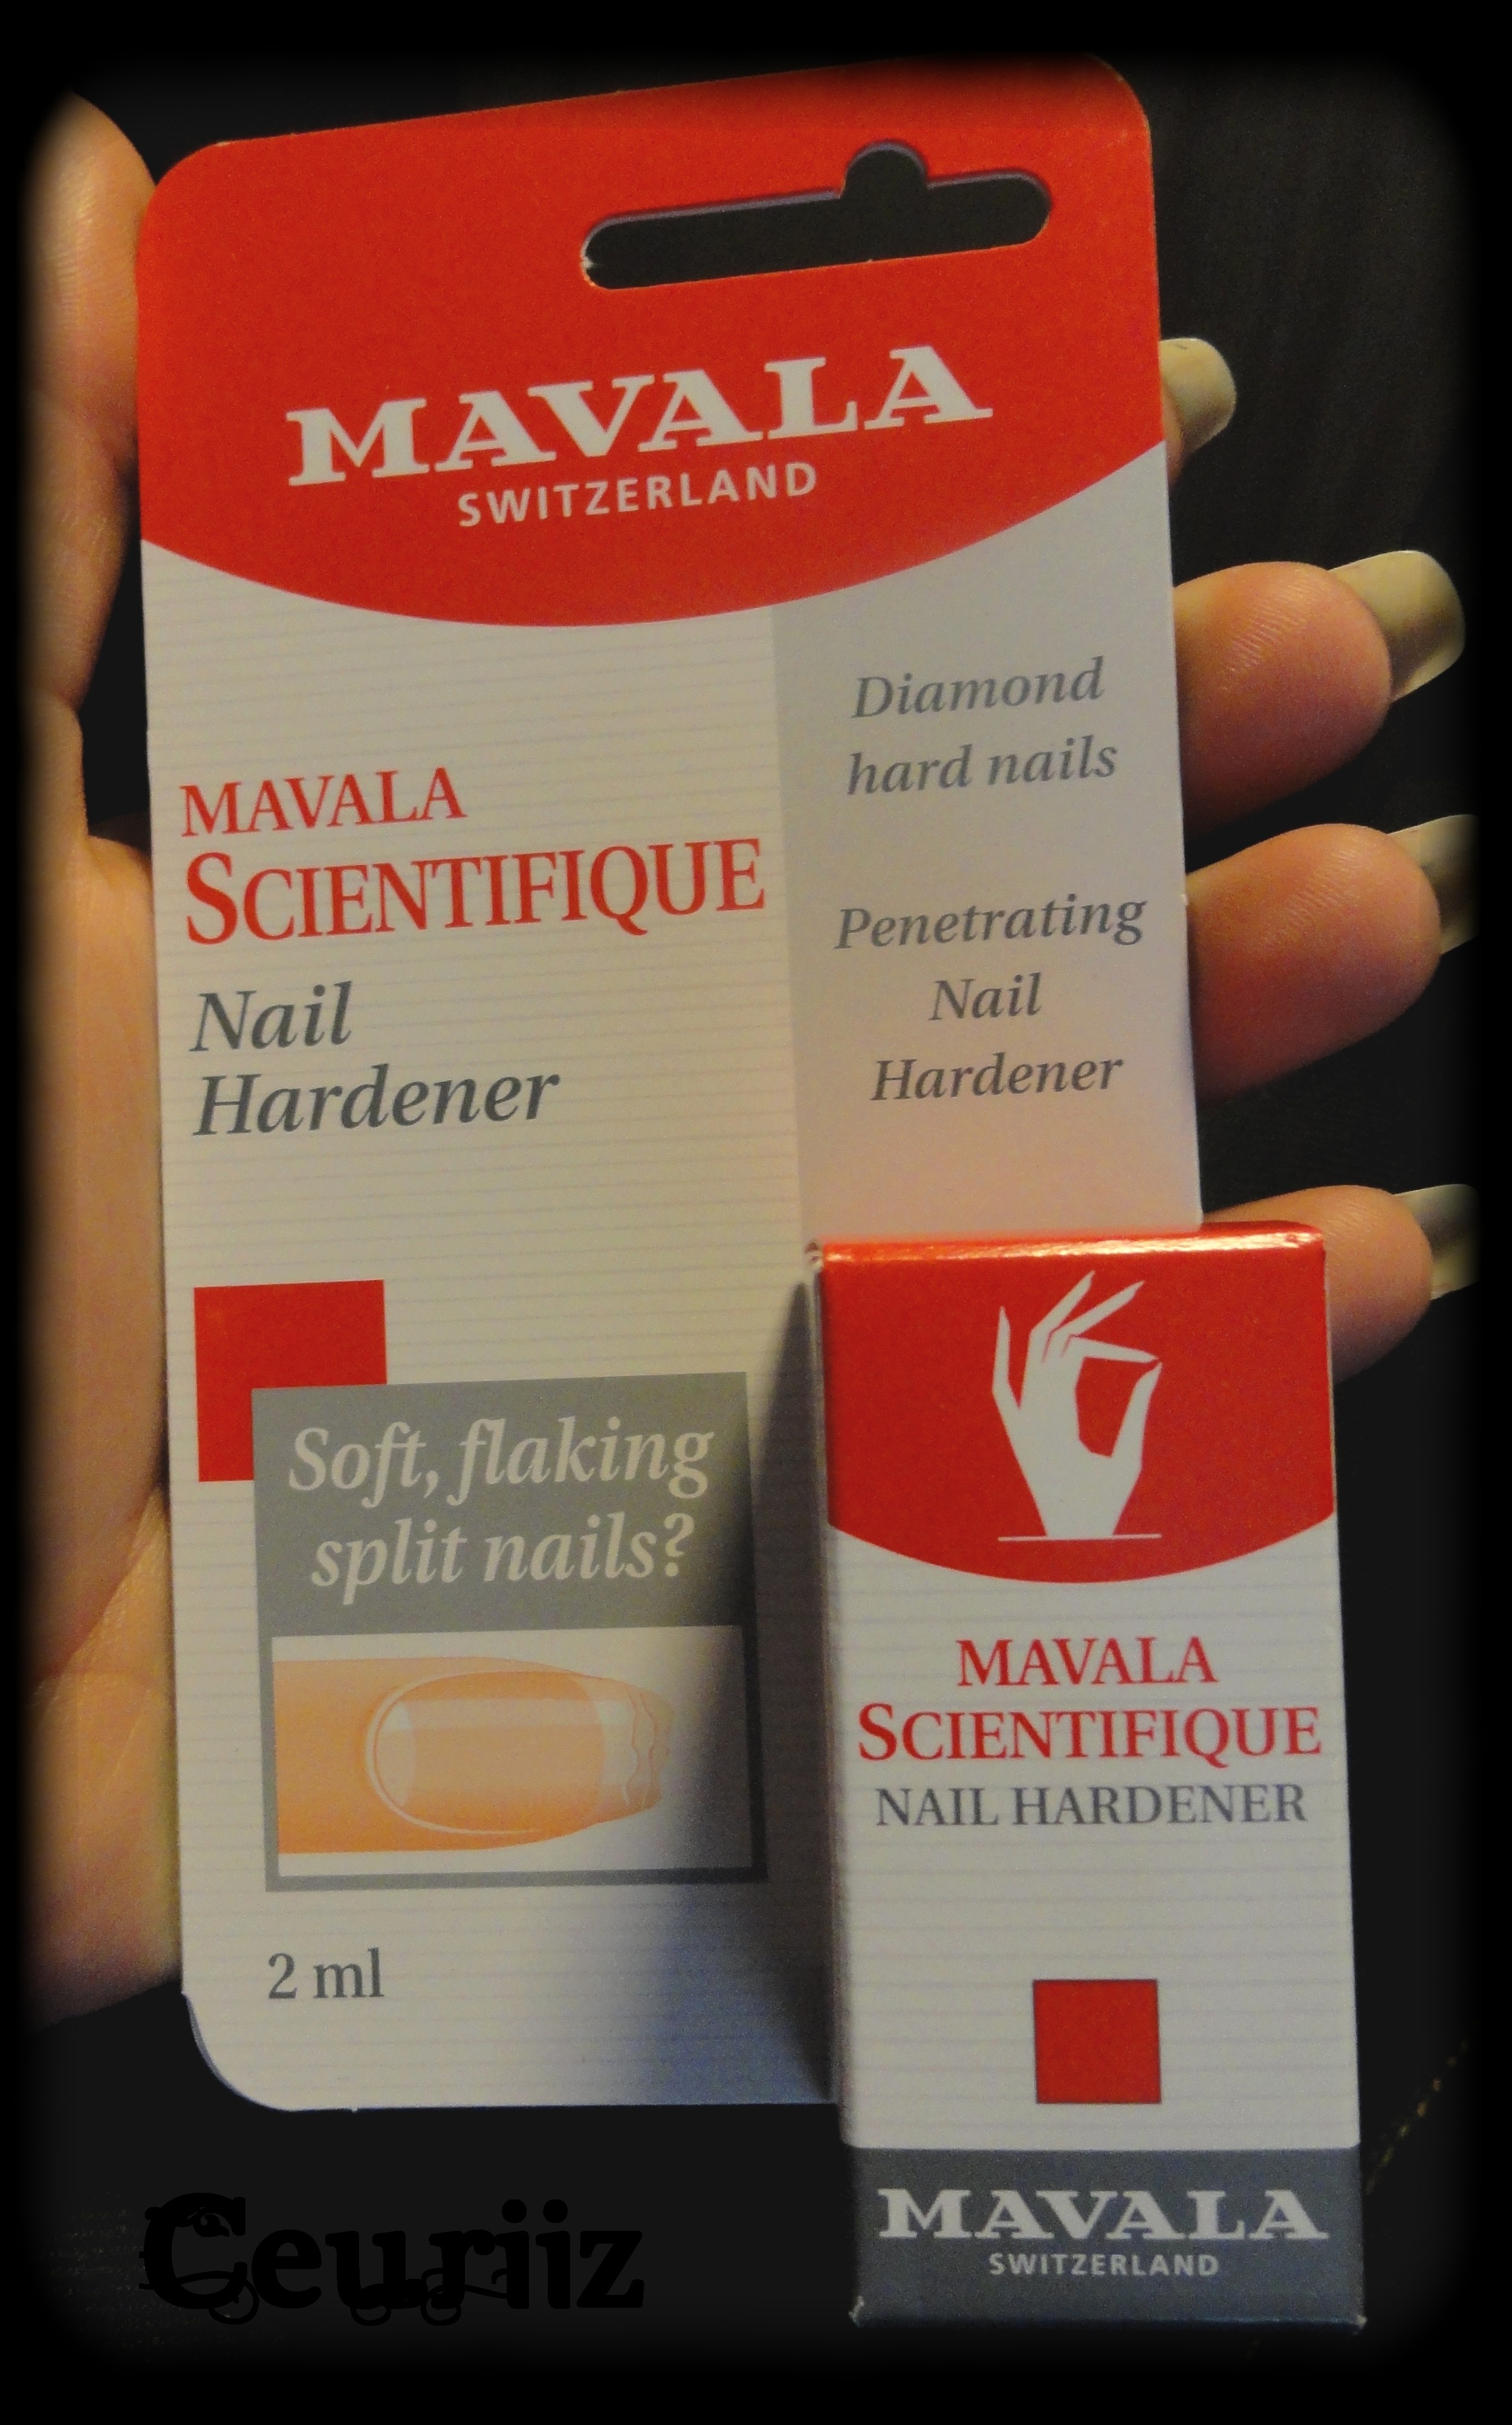 MAVALA
SWITZERLAND
MAVALA
SCIENTIFIQUE
Nail
Hardener
Diamond
hard nails
Penetrating
Nail
Hardener
Soft, flaking
split nails?
2 ml
MAVALA
SCIENTIFIQUE
NAIL HARDENER
MAVALA
SWITZERLAND
Ceuriiz